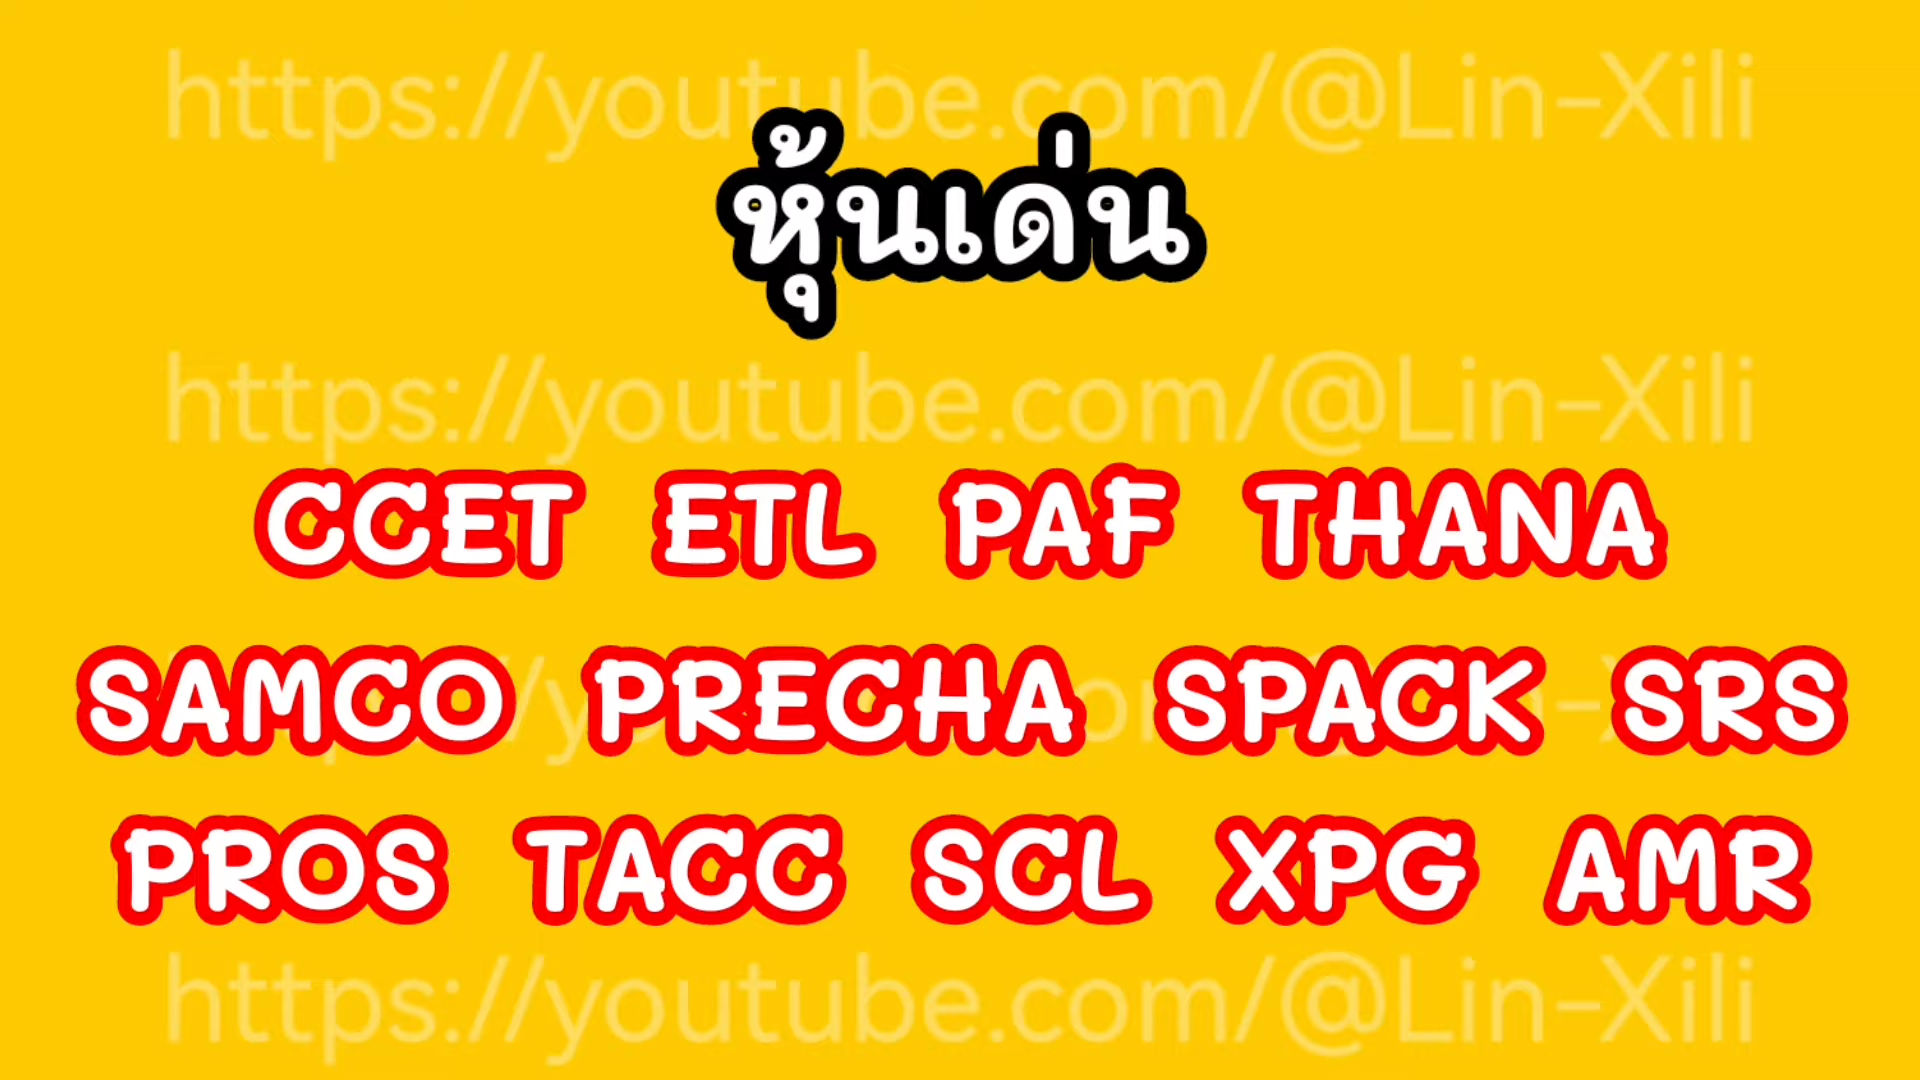 https://youtube.com/@Lin-Xili
หุ้นเด่น
https://youtube.com/@Lin-Xili
CCET ETL PAF THANA
SAMCO PRECHA SPACK SRS
PROS TACC SCL XPG AMR
https://youtube.com/@Lin-Xili